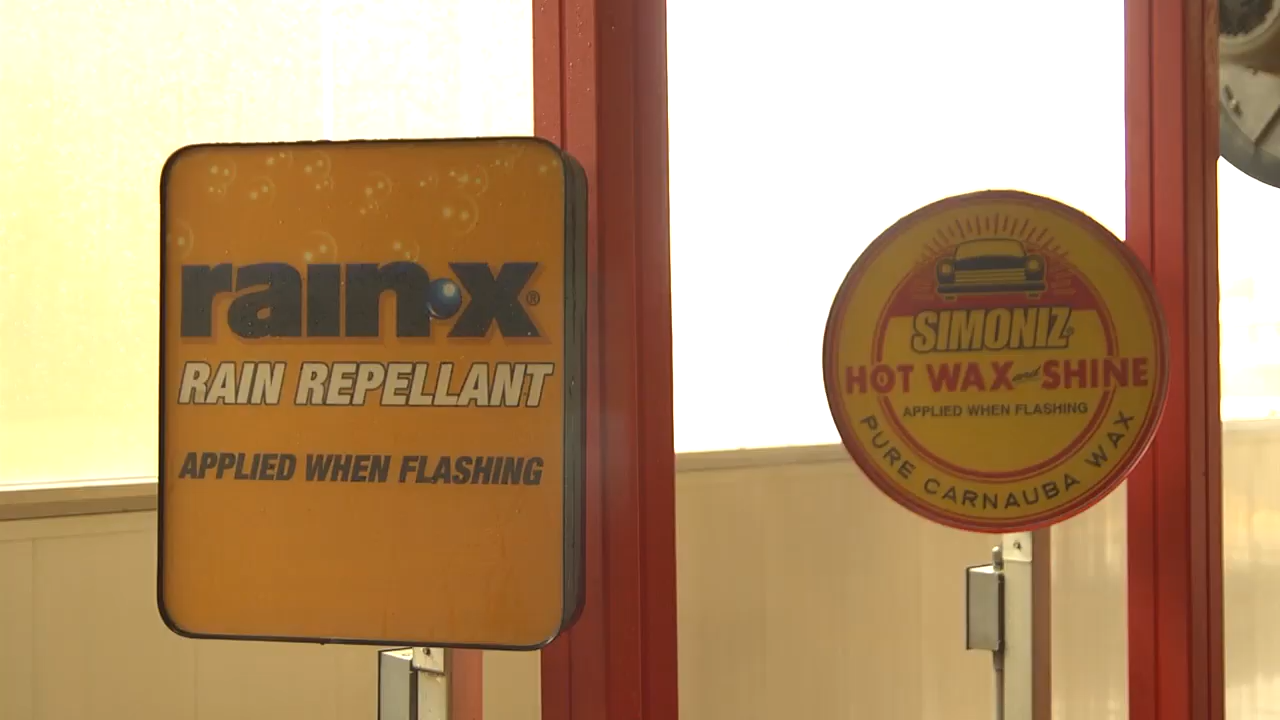 rain·x®
RAIN REPELLANT
APPLIED WHEN FLASHING
SIMONIZ
HOT WAX and SHINE
APPLIED WHEN FLASHING
PURE CARNAUBA WAX